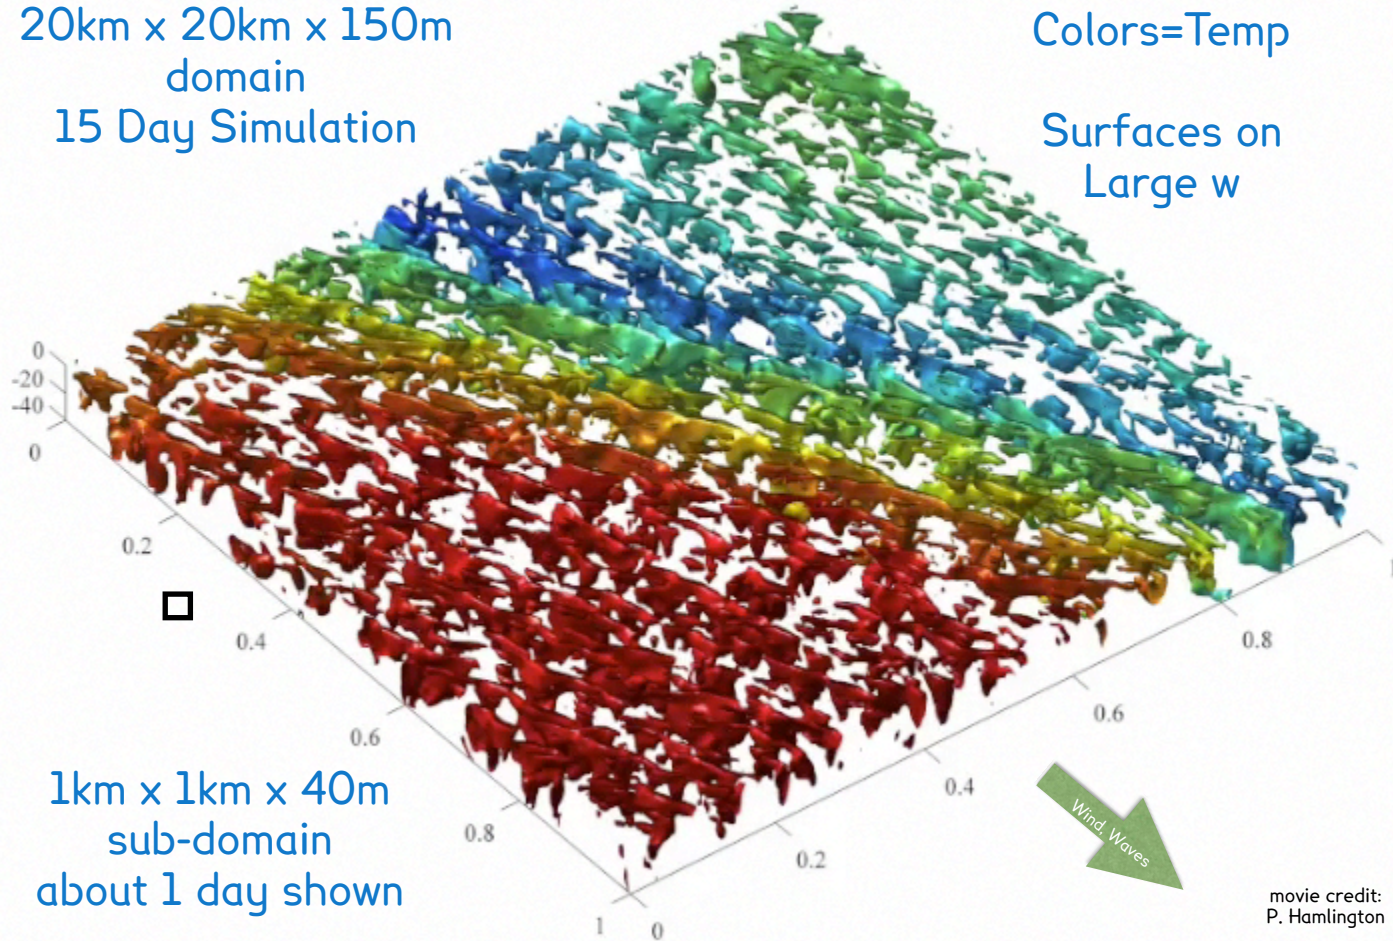 20km x 20km x 150m
domain
15 Day Simulation
Colors=Temp
Surfaces on
Large w
0
-20
-40
0
0.2
0.4
0.6
0.8
1
0
0.2
0.4
0.6
0.8
1
1km x 1km x 40m
sub-domain
about 1 day shown
Wind, Waves
movie credit:
P. Hamlington